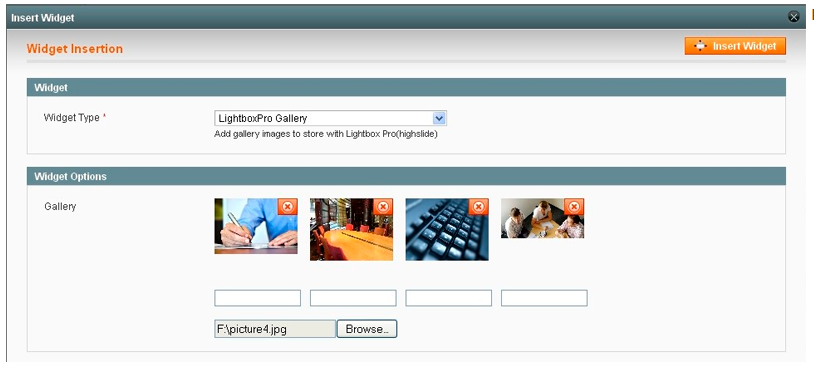 Insert Widget
Widget Insertion
Insert Widget
Widget
Widget Type *
LightboxPro Gallery
Add gallery images to store with Lightbox Pro(highslide)
Widget Options
Gallery
F:\picture4.jpg
Browse..